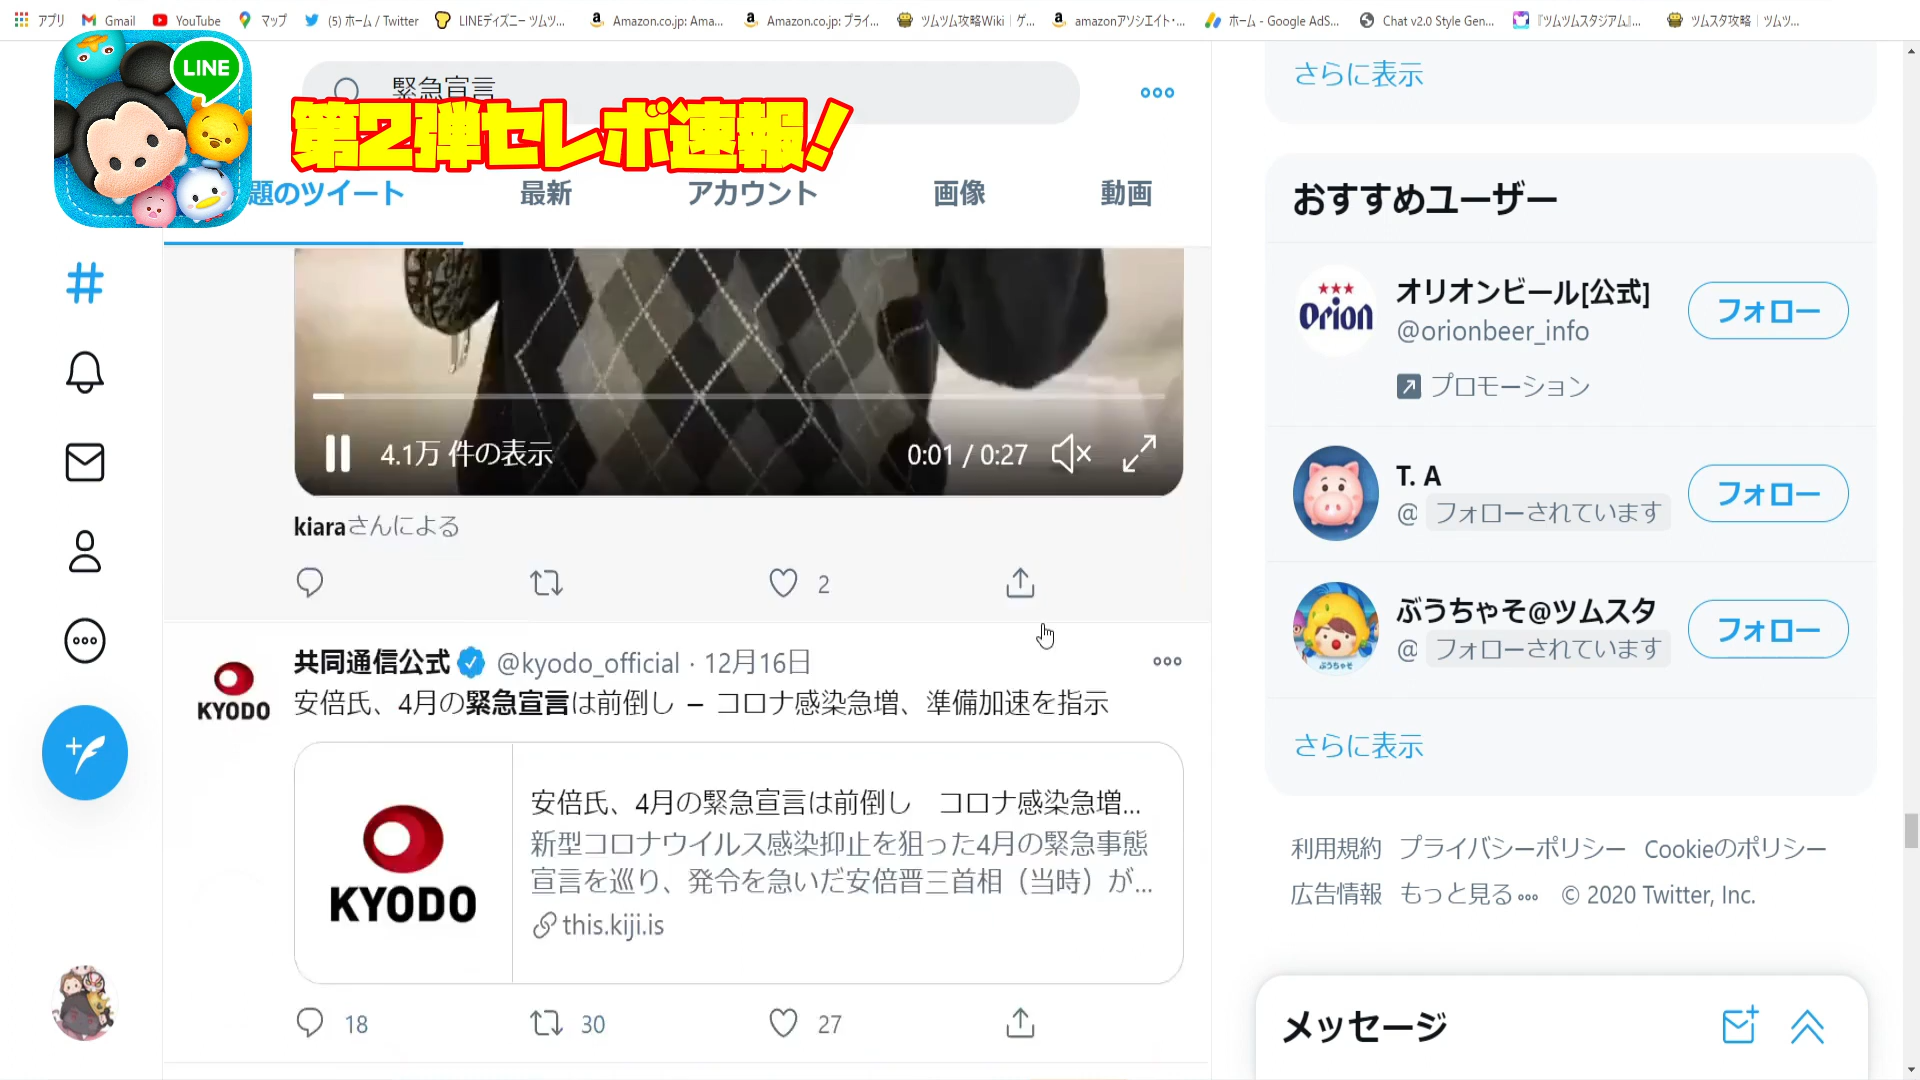 アプリ
Gmail
YouTube
マップ
(5) ホーム / Twitter
LINEディズニー ツムツ...
Amazon.co.jp: Ama...
Amazon.co.jp: プライ...
ツムツム攻略Wiki｜ゲ...
amazonアソシエイト・...
ホーム - Google AdS...
Chat v2.0 Style Gen...
『ツムツムスタジアム』...
ツムスタ攻略｜ツムツ...
LINE
緊急宣言
第2弾セレボ速報!
題のツイート
最新
アカウント
画像
動画
4.1万 件の表示
0:01 / 0:27
kiaraさんによる
2
KYODO
共同通信公式 @kyodo_official · 12月16日
安倍氏、4月の緊急宣言は前倒し − コロナ感染急増、準備加速を指示
KYODO
安倍氏、4月の緊急宣言は前倒し　コロナ感染急増...
新型コロナウイルス感染抑止を狙った4月の緊急事態
宣言を巡り、発令を急いだ安倍晋三首相（当時）が...
this.kiji.is
18
30
27
さらに表示
おすすめユーザー
Orion
オリオンビール[公式]
@orionbeer_info
プロモーション
フォロー
T. A
@ フォローされています
フォロー
ぶうちゃそ
ぶうちゃそ@ツムスタ
@ フォローされています
フォロー
さらに表示
利用規約 プライバシーポリシー Cookieのポリシー
広告情報 もっと見る © 2020 Twitter, Inc.
メッセージ